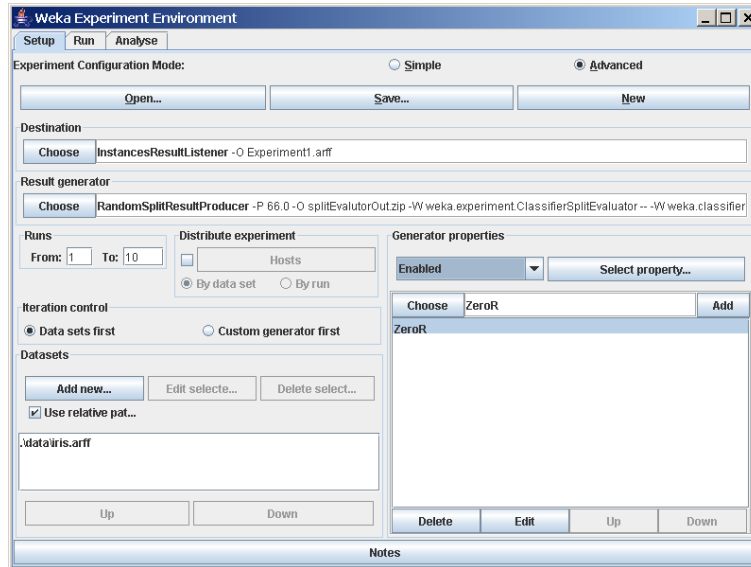 Weka Experiment Environment
Setup Run Analyse
Experiment Configuration Mode: Simple Advanced
Open... Save... New
Destination
Choose InstancesResultListener -O Experiment1.arff
Result generator
Choose RandomSplitResultProducer -P 66.0 -O splitEvalutorOut.zip -W weka.experiment.ClassifierSplitEvaluator -- -W weka.classifier
Runs
From: 1 To: 10
Distribute experiment
Hosts
By data set By run
Generator properties
Enabled Select property...
Choose ZeroR Add
ZeroR
Iteration control
Data sets first Custom generator first
Datasets
Add new... Edit selecte... Delete select...
Use relative pat...
.\data\iris.arff
Up Down
Delete Edit Up Down
Notes